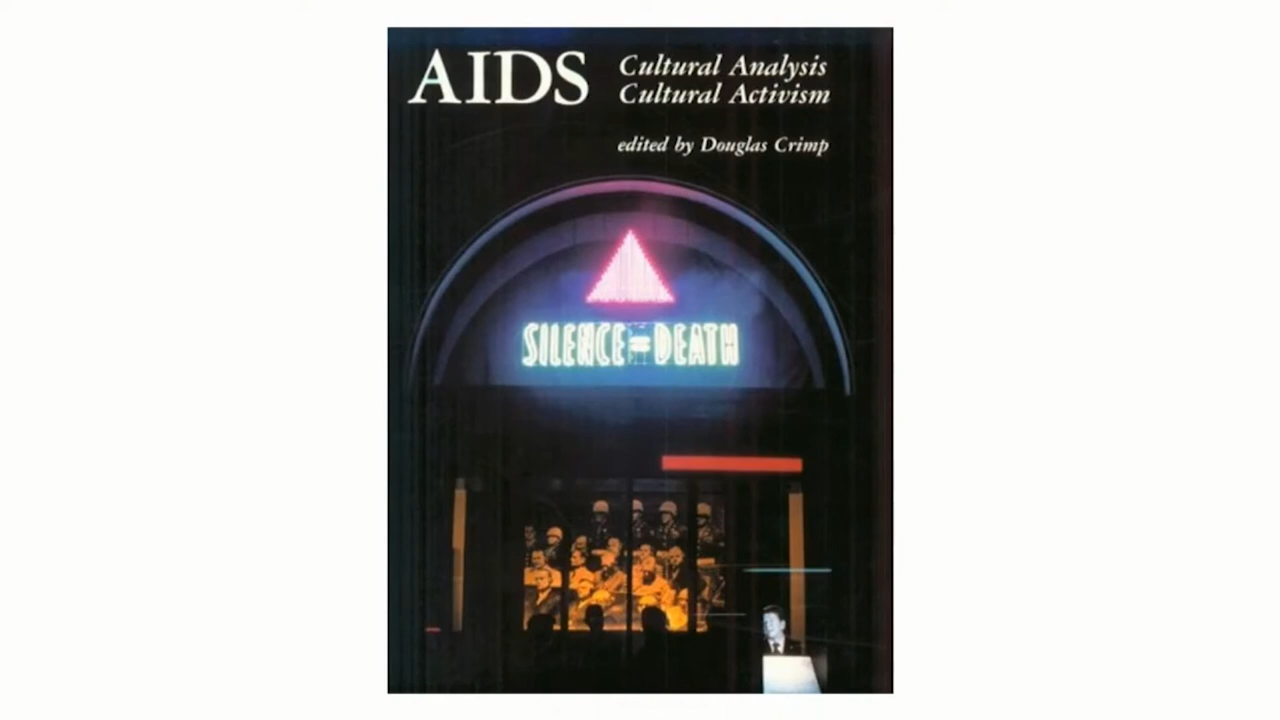 AIDS
Cultural Analysis
Cultural Activism
edited by Douglas Crimp
SILENCE=DEATH